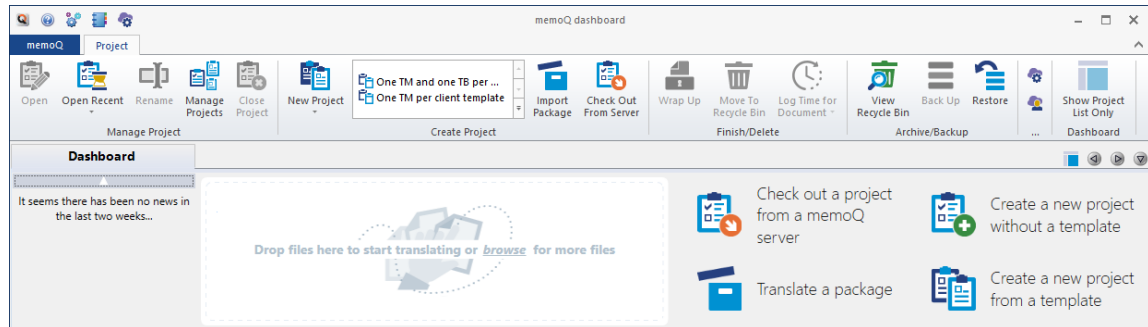 memoQ dashboard
memoQ
Project
Open
Open Recent
Rename
Manage
Projects
Close
Project
Manage Project
New Project
One TM and one TB per ...
One TM per client template
Import
Package
Check Out
From Server
Create Project
Wrap Up
Move To
Recycle Bin
Log Time for
Document
Finish/Delete
View
Recycle Bin
Back Up
Restore
Archive/Backup
...
Show Project
List Only
Dashboard
Dashboard
It seems there has been no news in
the last two weeks...
Drop files here to start translating or browse for more files
Check out a project
from a memoQ
server
Create a new project
without a template
Translate a package
Create a new project
from a template